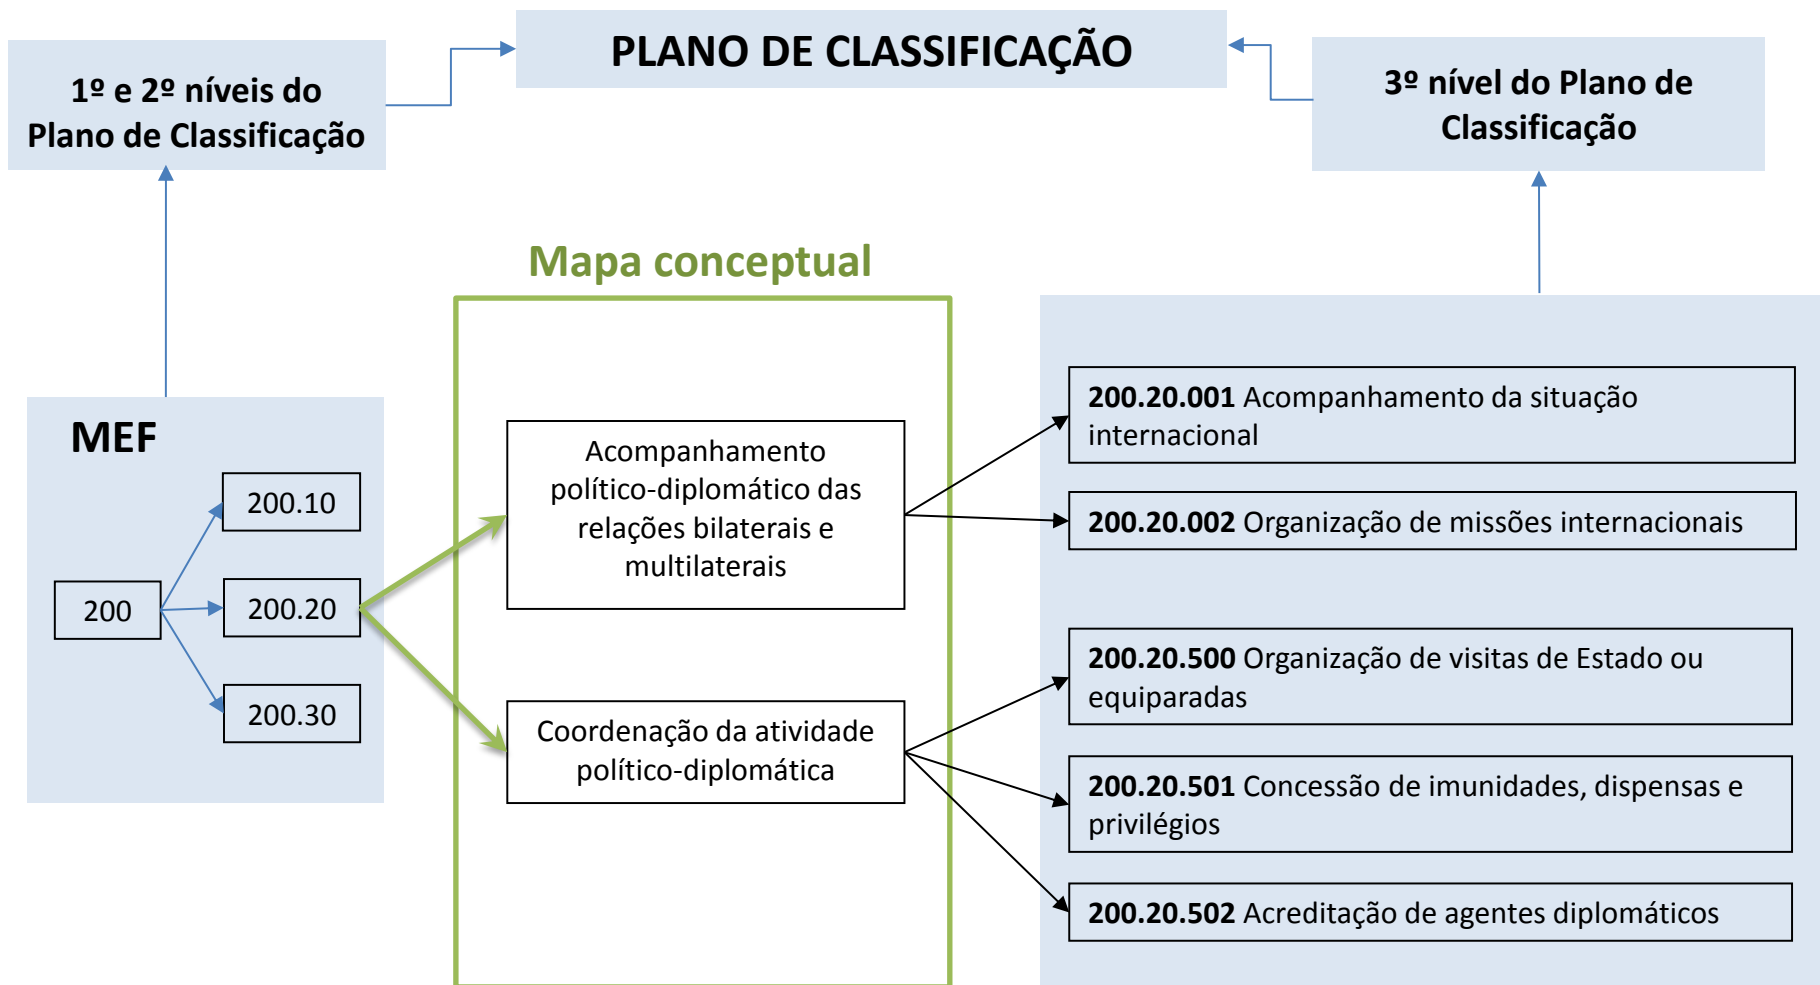 PLANO DE CLASSIFICAÇÃO
1º e 2º níveis do
Plano de Classificação
3º nível do Plano de
Classificação
Mapa conceptual
MEF
200
200.10
200.20
200.30
Acompanhamento
político-diplomático das
relações bilaterais e
multilaterais
Coordenação da atividade
político-diplomática
200.20.001 Acompanhamento da situação
internacional
200.20.002 Organização de missões internacionais
200.20.500 Organização de visitas de Estado ou
equiparadas
200.20.501 Concessão de imunidades, dispensas e
privilégios
200.20.502 Acreditação de agentes diplomáticos